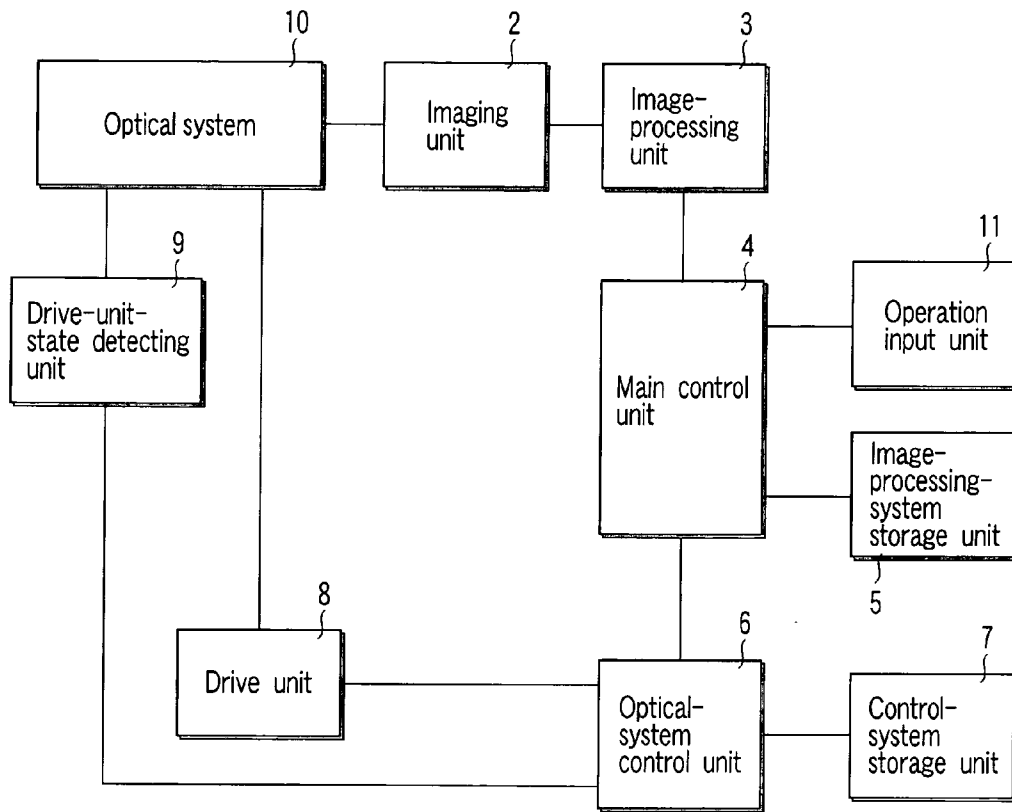 10
2
3
Optical system
Imaging
unit
Image-
processing
unit
9
4
11
Drive-unit-
state detecting
unit
Main control
unit
Operation
input unit
Image-
processing-
system
storage unit
5
8
6
7
Drive unit
Optical-
system
control unit
Control-
system
storage unit